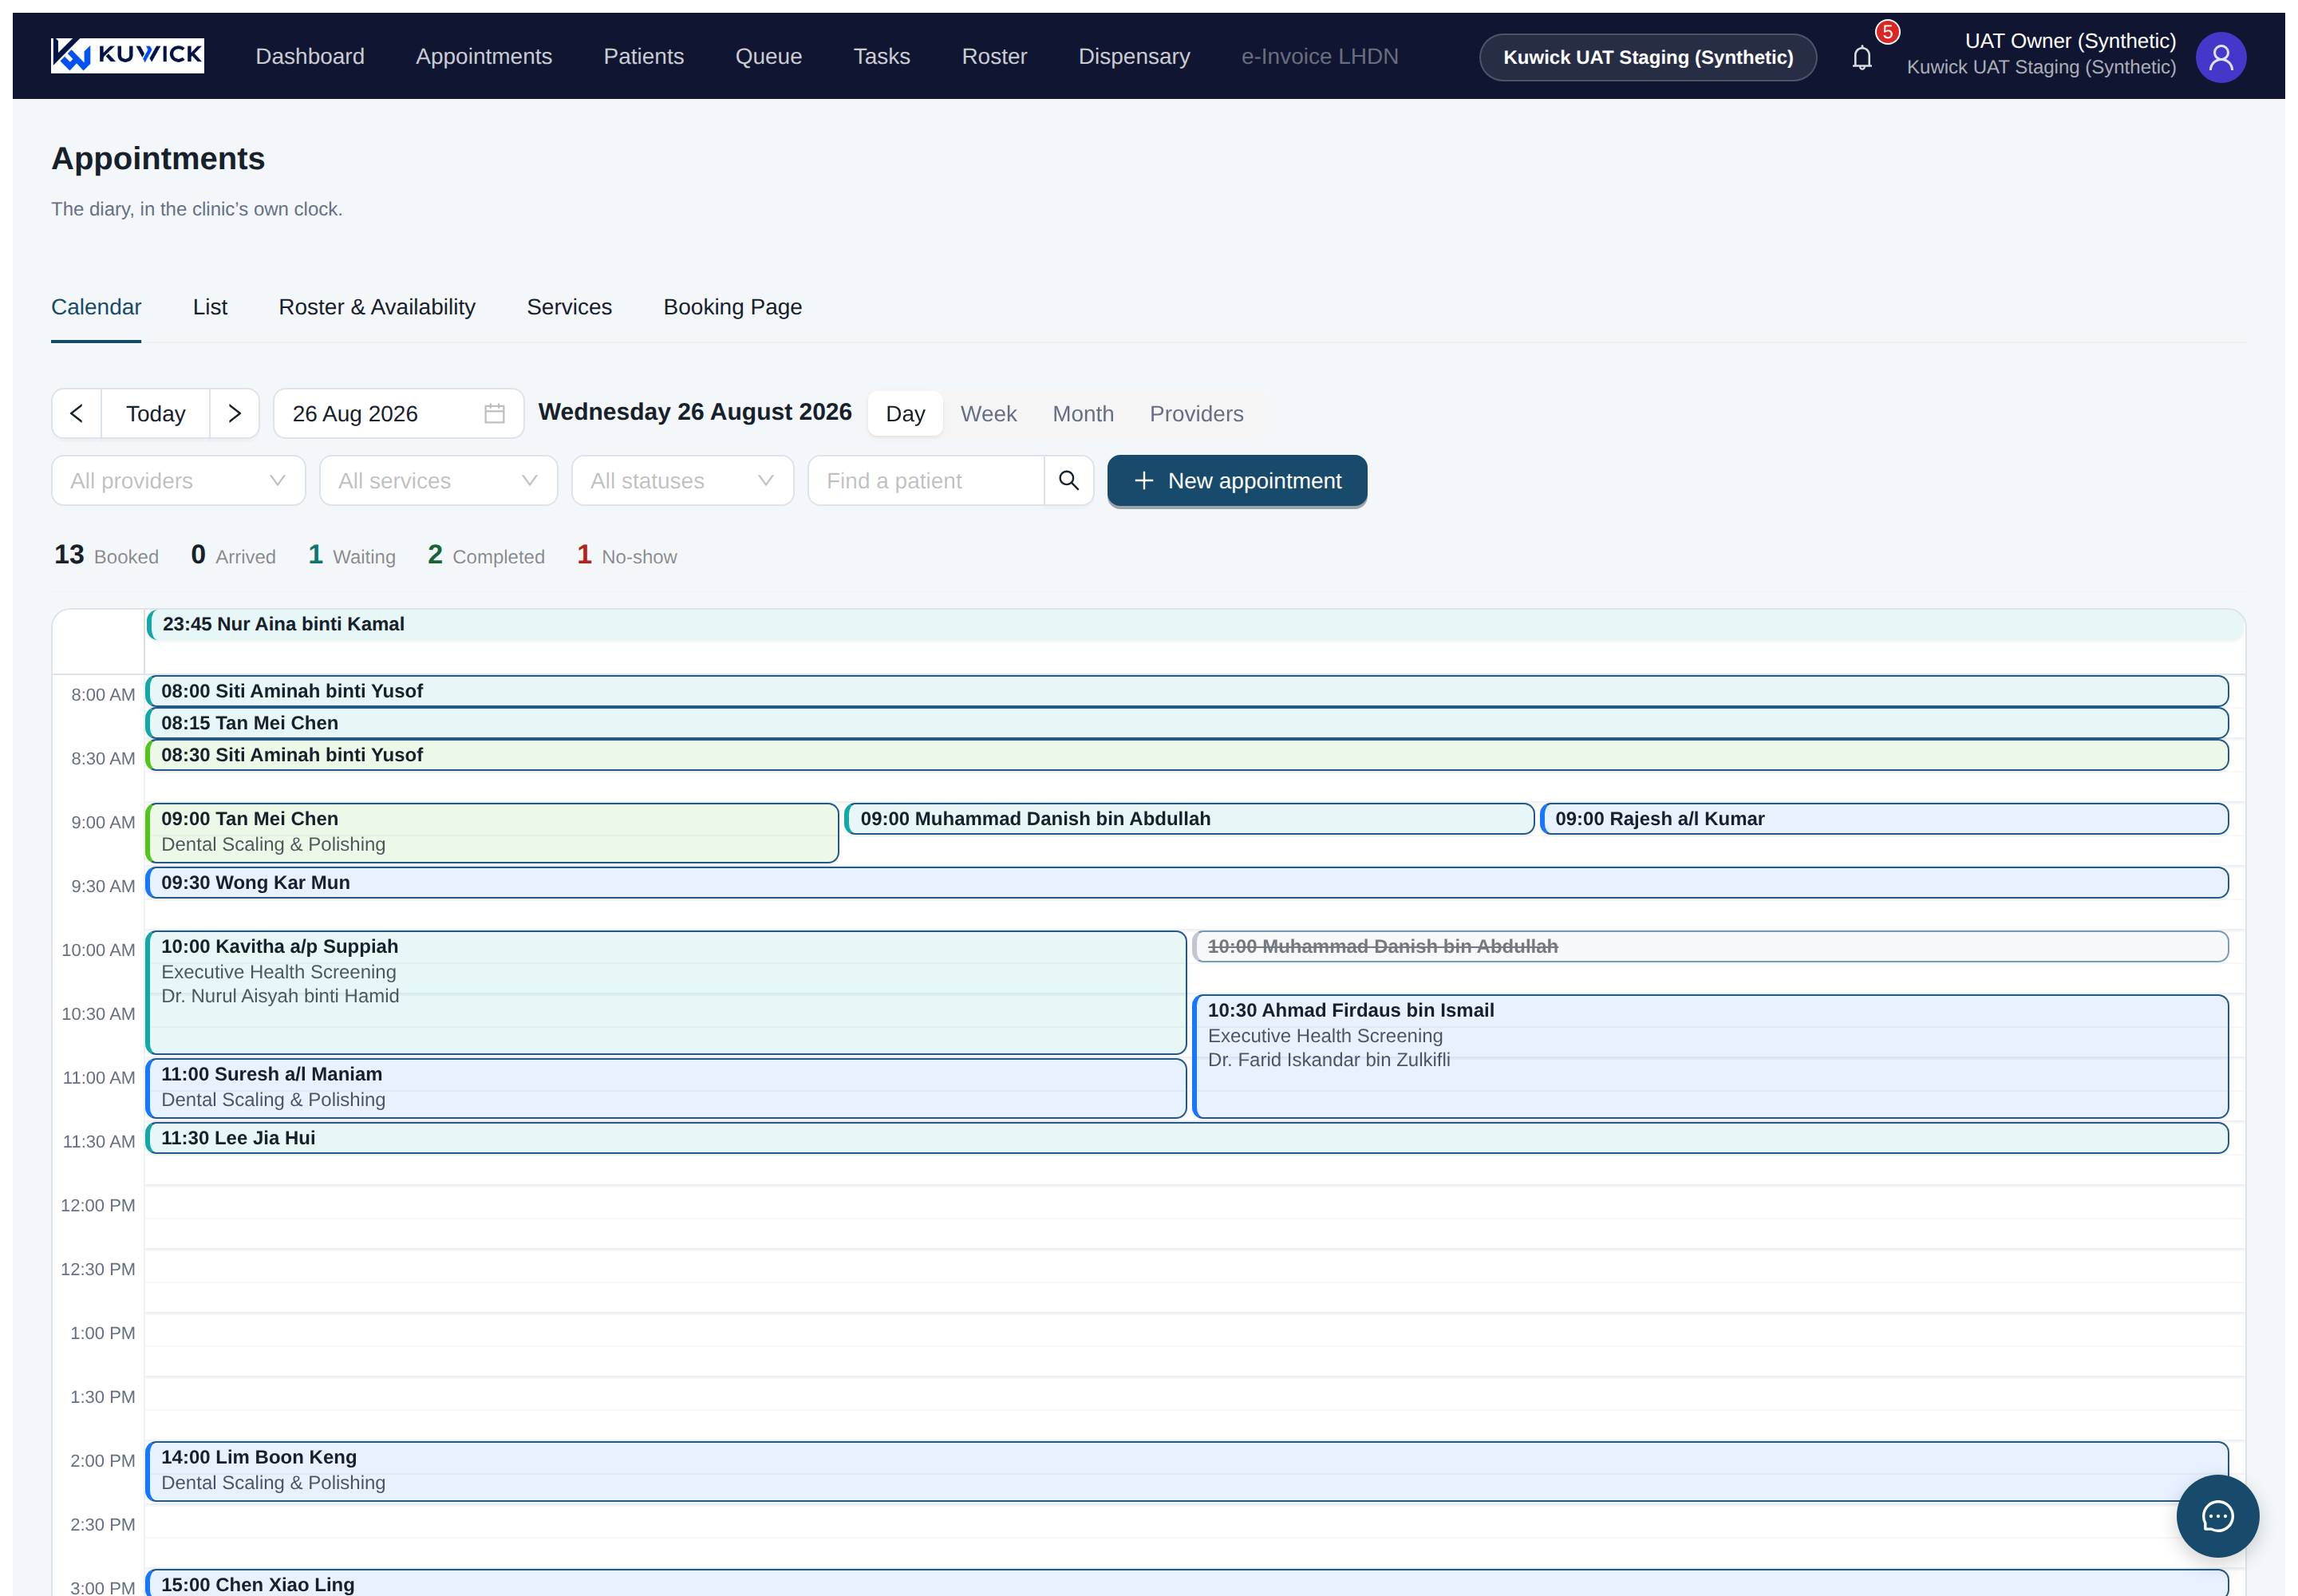 KUWICK
Dashboard Appointments Patients Queue Tasks Roster Dispensary e-Invoice LHDN
Kuwick UAT Staging (Synthetic)
5
UAT Owner (Synthetic)
Kuwick UAT Staging (Synthetic)
Appointments
The diary, in the clinic’s own clock.
Calendar List Roster & Availability Services Booking Page
Today 26 Aug 2026 Wednesday 26 August 2026 Day Week Month Providers
All providers All services All statuses Find a patient New appointment
13 Booked 0 Arrived 1 Waiting 2 Completed 1 No-show
23:45 Nur Aina binti Kamal
8:00 AM
08:00 Siti Aminah binti Yusof
08:15 Tan Mei Chen
8:30 AM
08:30 Siti Aminah binti Yusof
9:00 AM
09:00 Tan Mei Chen
Dental Scaling & Polishing
09:00 Muhammad Danish bin Abdullah
09:00 Rajesh a/l Kumar
9:30 AM
09:30 Wong Kar Mun
10:00 AM
10:00 Kavitha a/p Suppiah
Executive Health Screening
Dr. Nurul Aisyah binti Hamid
10:00 Muhammad Danish bin Abdullah
10:30 AM
10:30 Ahmad Firdaus bin Ismail
Executive Health Screening
Dr. Farid Iskandar bin Zulkifli
11:00 AM
11:00 Suresh a/l Maniam
Dental Scaling & Polishing
11:30 AM
11:30 Lee Jia Hui
12:00 PM
12:30 PM
1:00 PM
1:30 PM
2:00 PM
14:00 Lim Boon Keng
Dental Scaling & Polishing
2:30 PM
3:00 PM
15:00 Chen Xiao Ling